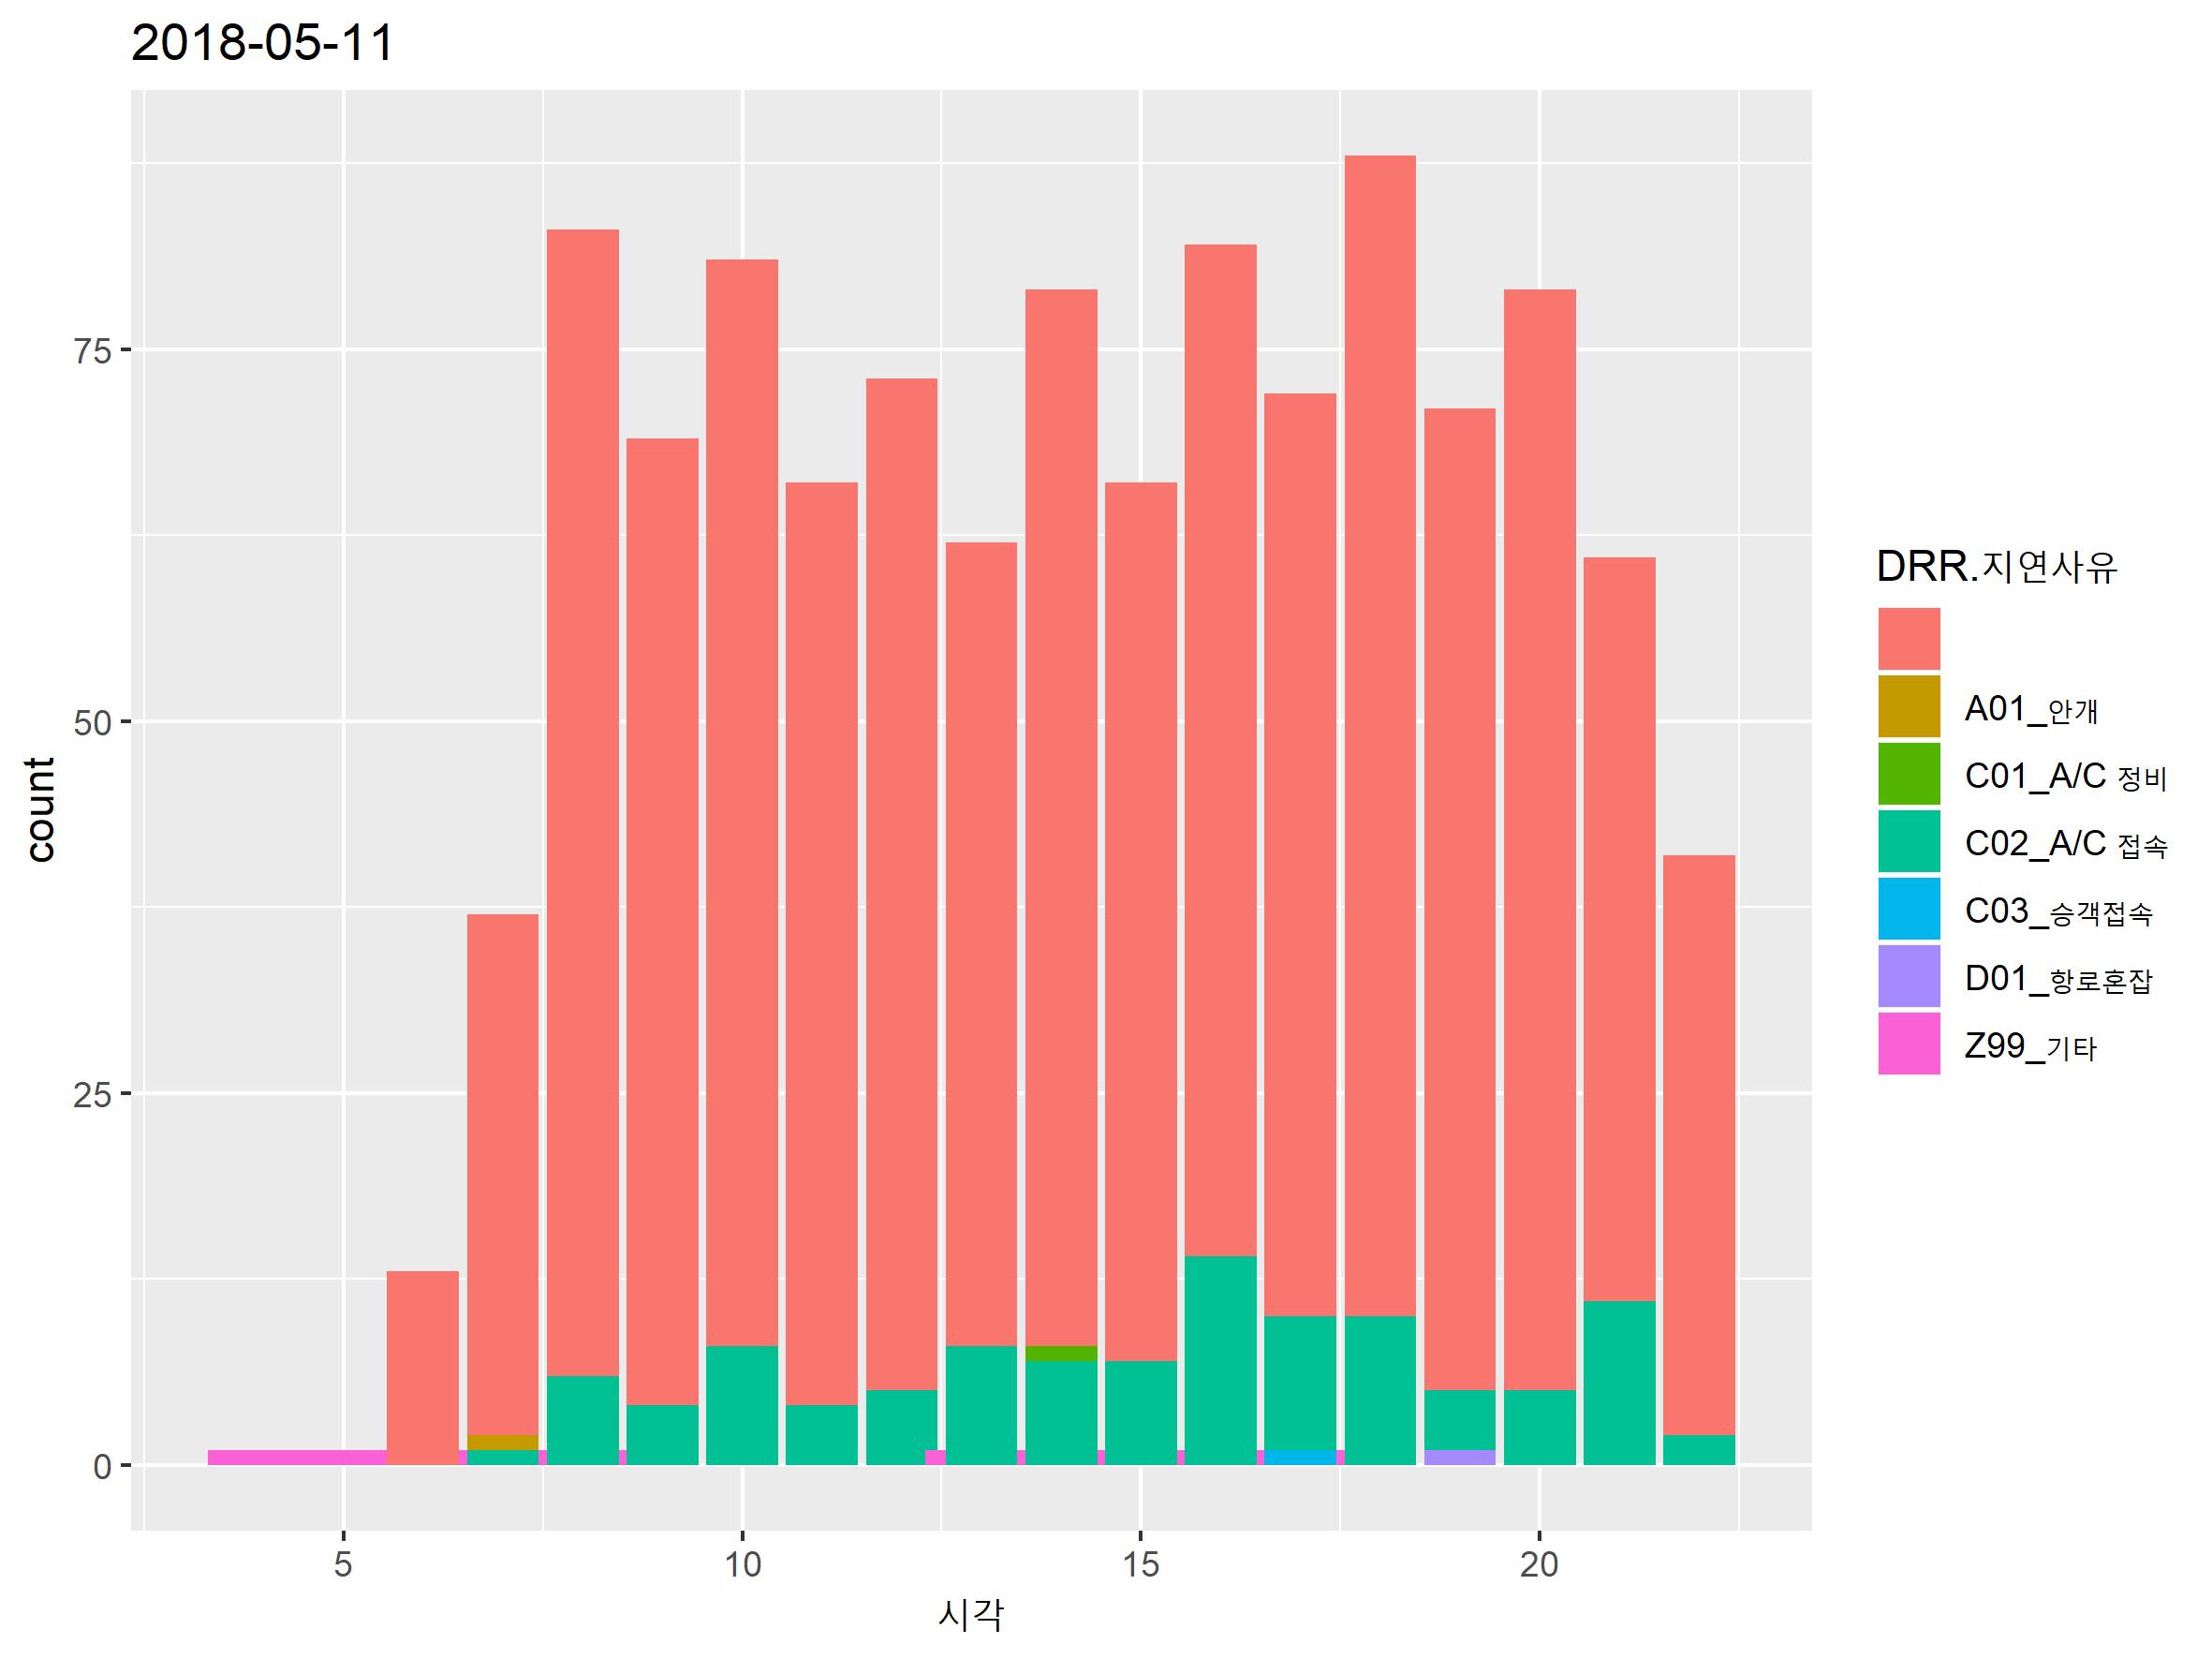 2018-05-11
count
75
50
25
0
5 10 15 20
시각
DRR.지연사유
A01_안개
C01_A/C 정비
C02_A/C 접속
C03_승객접속
D01_항로혼잡
Z99_기타